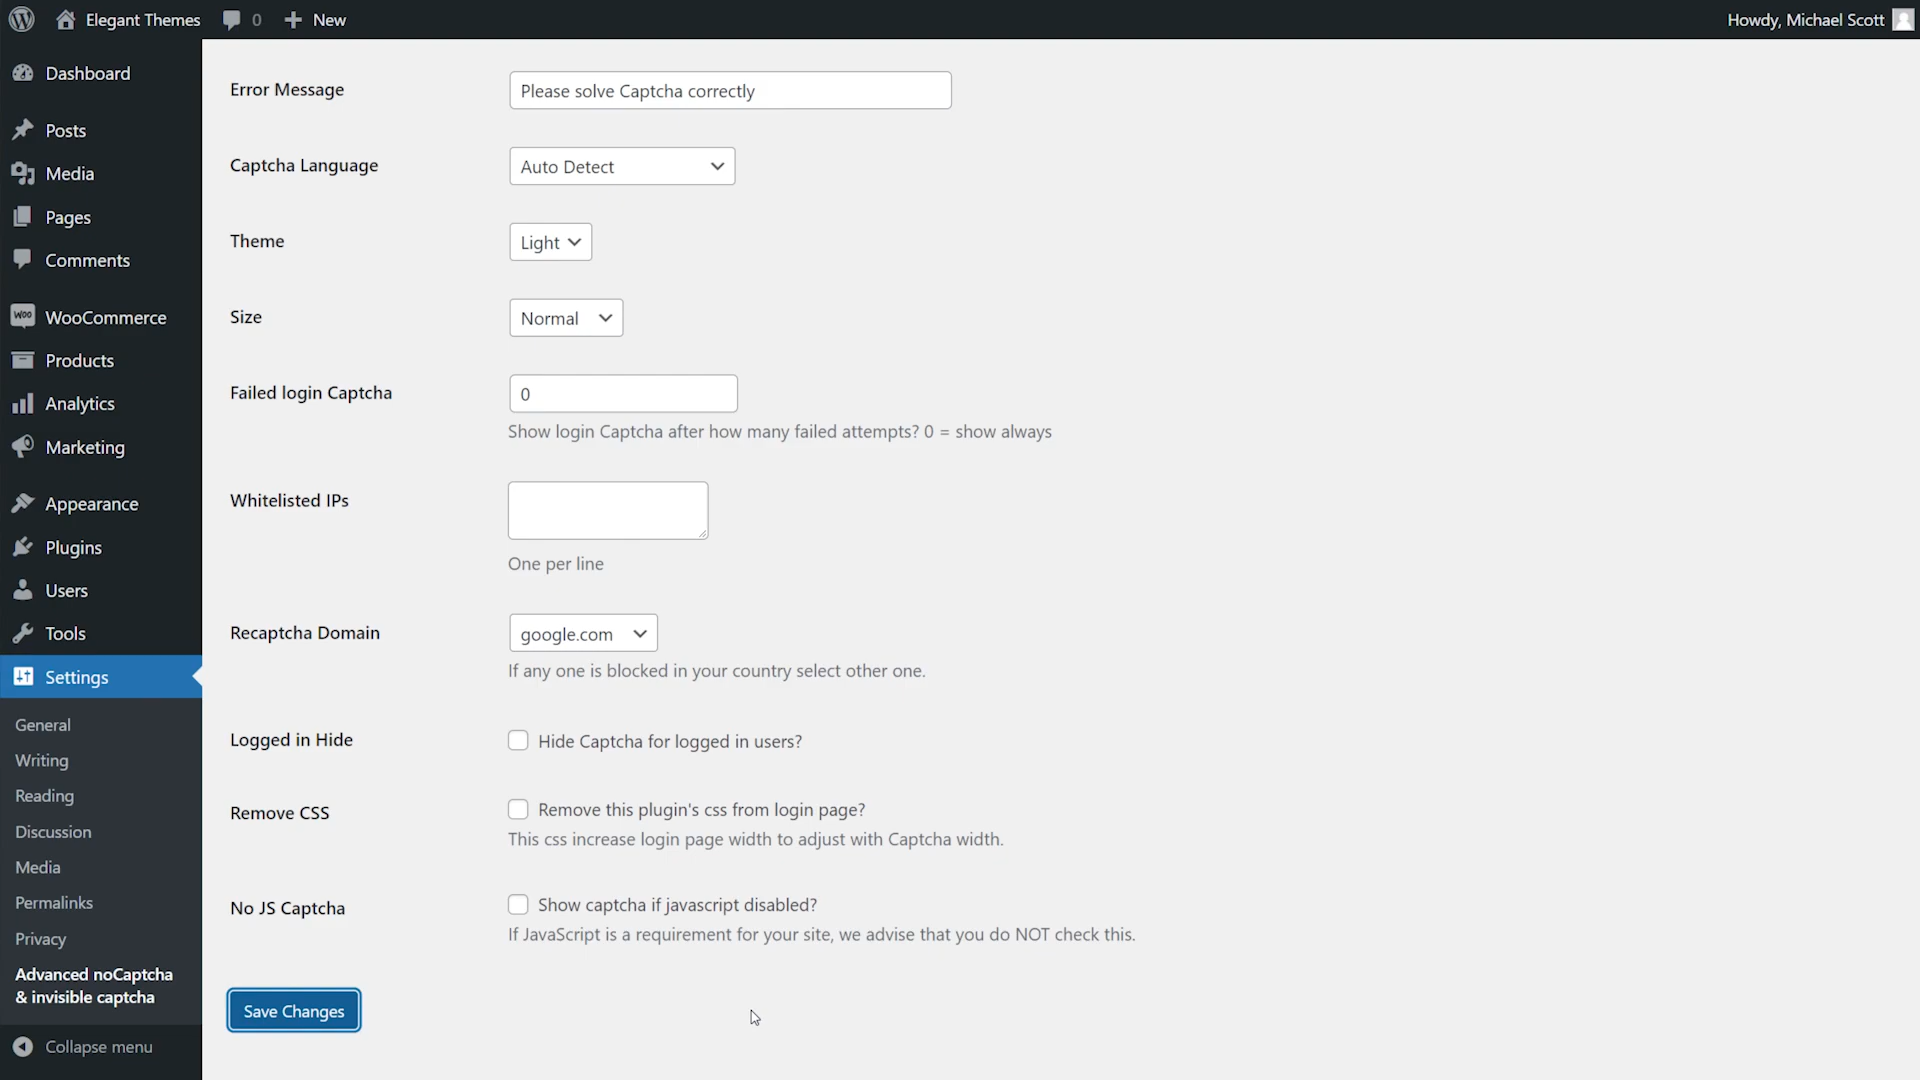 Elegant Themes
0
New
Howdy, Michael Scott
Dashboard
Posts
Media
Pages
Comments
WOO
WooCommerce
Products
Analytics
Marketing
Appearance
Plugins
Users
Tools
Settings
General
Writing
Reading
Discussion
Media
Permalinks
Privacy
Advanced noCaptcha
& invisible captcha
Collapse menu
Error Message
Please solve Captcha correctly
Captcha Language
Auto Detect
Theme
Light
Size
Normal
Failed login Captcha
0
Show login Captcha after how many failed attempts? 0 = show always
Whitelisted IPs
One per line
Recaptcha Domain
google.com
If any one is blocked in your country select other one.
Logged in Hide
Hide Captcha for logged in users?
Remove CSS
Remove this plugin's css from login page?
This css increase login page width to adjust with Captcha width.
No JS Captcha
Show captcha if javascript disabled?
If JavaScript is a requirement for your site, we advise that you do NOT check this.
Save Changes